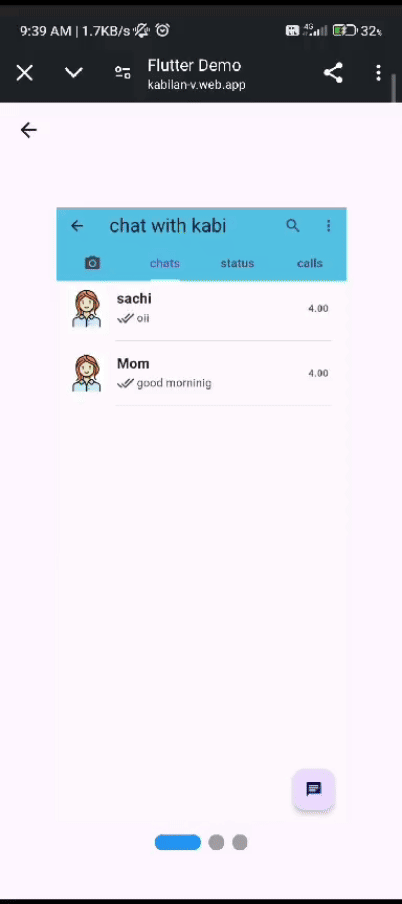 9:39 AM | 1.7KB/s
4G
32%
Flutter Demo
kabilan-v.web.app
chat with kabi
chats
status
calls
sachi
4.00
oii
Mom
4.00
good morninig